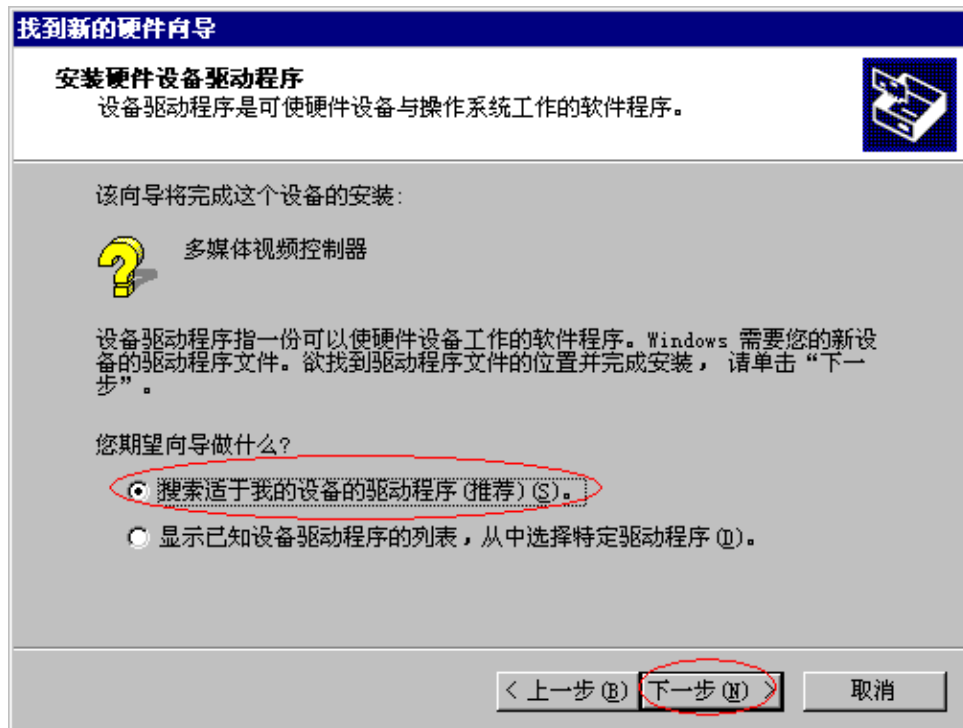 找到新的硬件向导
安装硬件设备驱动程序
设备驱动程序是可使硬件设备与操作系统工作的软件程序。
该向导将完成这个设备的安装:
多媒体视频控制器
设备驱动程序指一份可以使硬件设备工作的软件程序。Windows 需要您的新设
备的驱动程序文件。欲找到驱动程序文件的位置并完成安装，请单击“下一
步”。
您期望向导做什么?
搜索适于我的设备的驱动程序(推荐)(S)。
显示已知设备驱动程序的列表，从中选择特定驱动程序(D)。
< 上一步(B) 下一步(N) > 取消